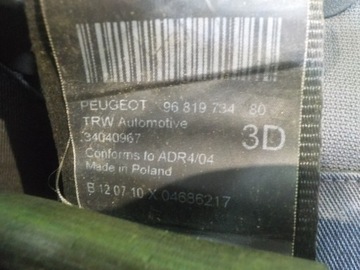 PEUGEOT 96 819 734 80
TRW Automotive
34040967
3D
Conforms to ADR4/04
Made in Poland
B 12 07 10 X 04686217